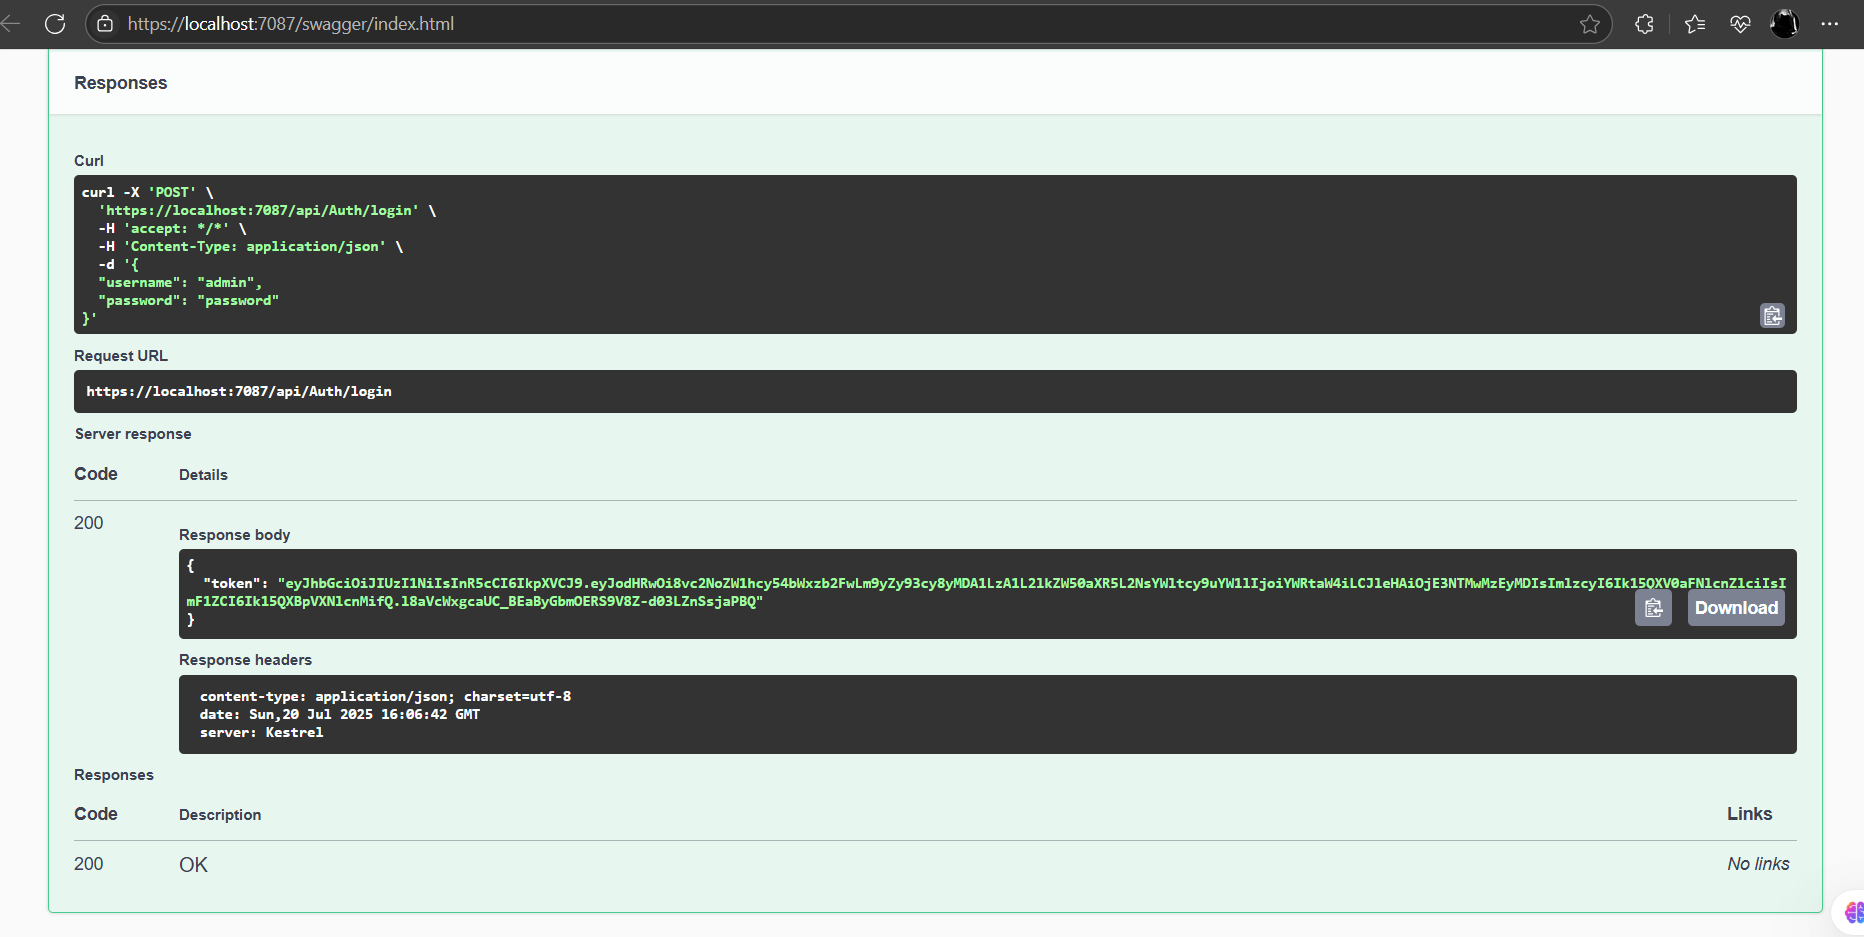 https://localhost:7087/swagger/index.html
Responses
Curl
curl -X 'POST' \
'https://localhost:7087/api/Auth/login' \
-H 'accept: */*' \
-H 'Content-Type: application/json' \
-d '{
"username": "admin",
"password": "password"
}'
Request URL
https://localhost:7087/api/Auth/login
Server response
Code Details
200
Response body
{
"token": "eyJhbGciOiJIUzI1NiIsInR5cCI6IkpXVCJ9.eyJodHRwOi8vc2NoZW1hcy54bWxzb2FwLm9yZy93cy8yMDA1LzA1L2lkZW50aXR5L2NsYWltcy9uYW1lIjoiYWRtaW4iLCJleHAiOjE3NTMwMzEyMDIsImlzcyI6Ik15QXV0aFNlcnZlciIsI
mF1ZCI6Ik15QXBpVXNlcnMifQ.l8aVcWxgcaUC_BEaByGbmOERS9V8Z-d03LZnSsjaPBQ"
}
Download
Response headers
content-type: application/json; charset=utf-8
date: Sun,20 Jul 2025 16:06:42 GMT
server: Kestrel
Responses
Code Description Links
200 OK No links